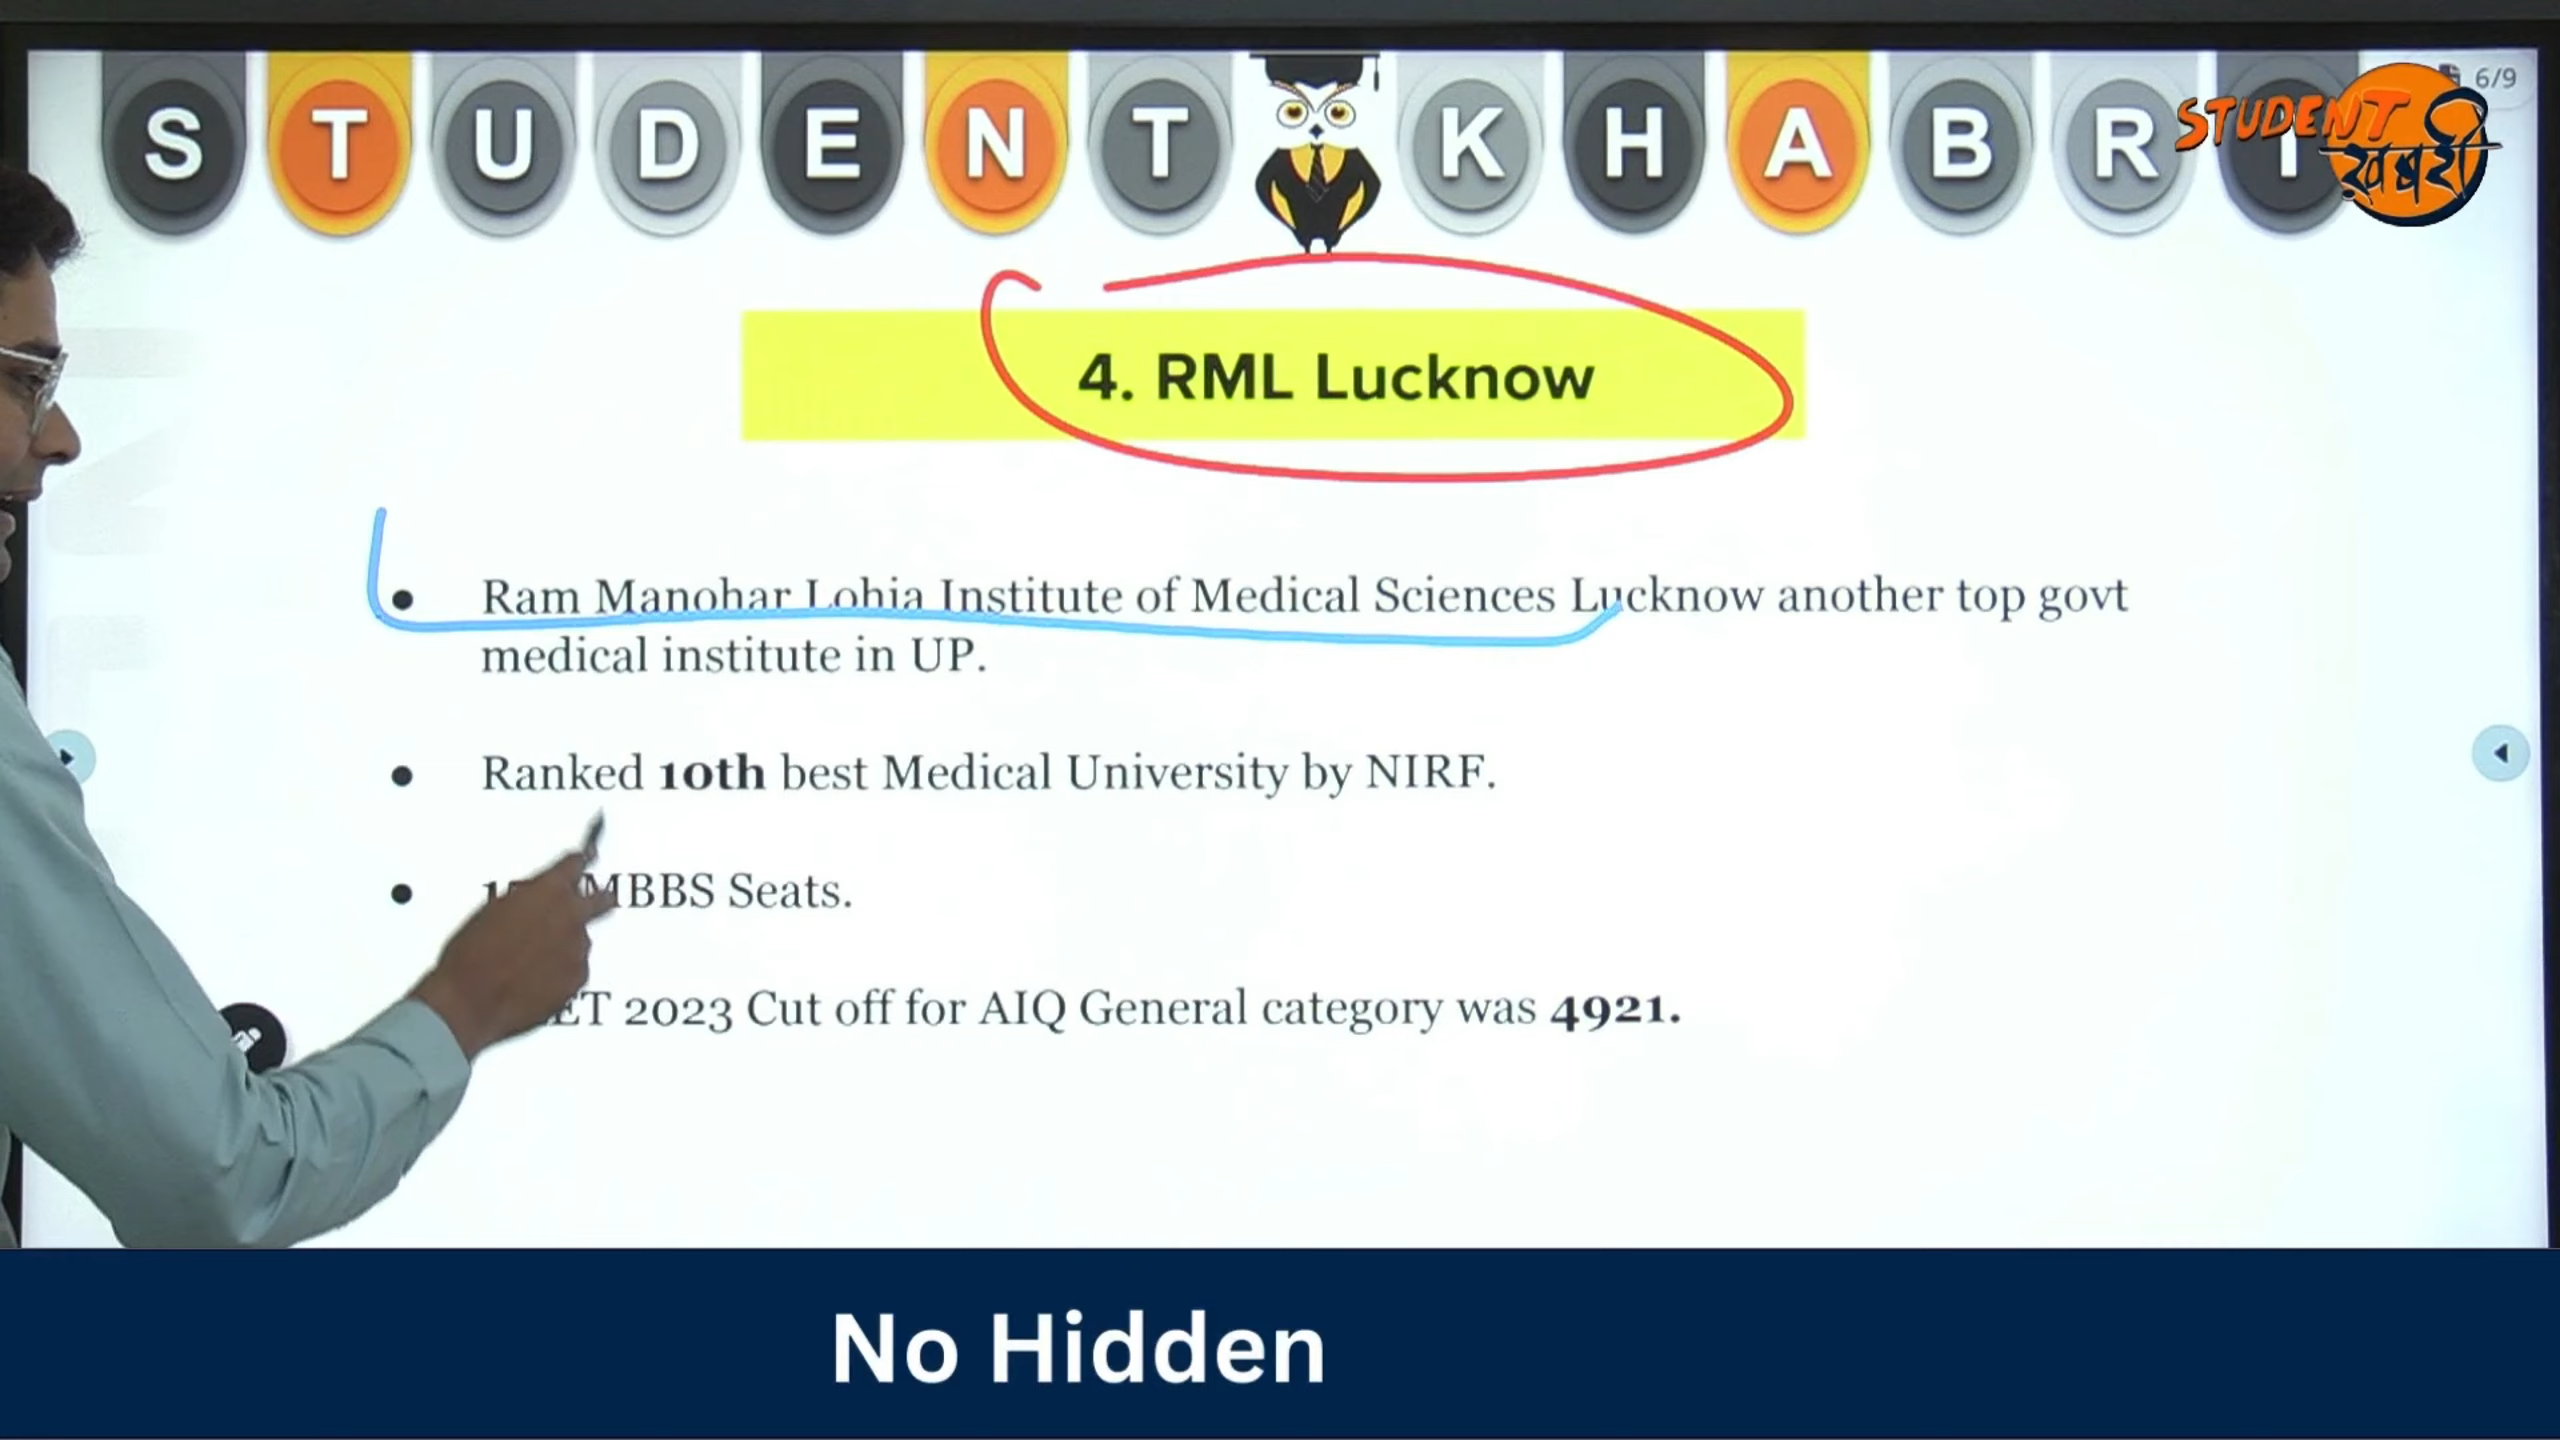 STUDENT KHABRI
6/9
STUDENT
ख़बरी
4. RML Lucknow
Ram Manohar Lohia Institute of Medical Sciences Lucknow another top govt
medical institute in UP.
Ranked 10th best Medical University by NIRF.
MBBS Seats.
2023 Cut off for AIQ General category was 4921.
No Hidden